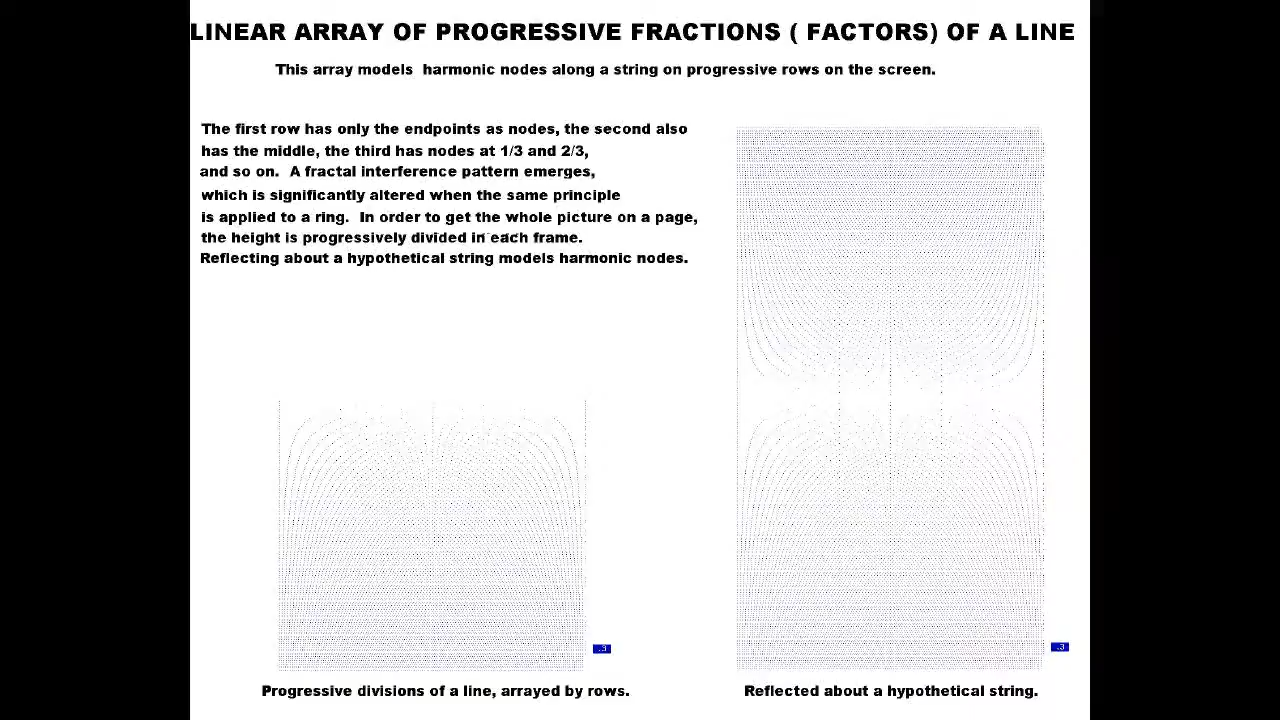 LINEAR ARRAY OF PROGRESSIVE FRACTIONS ( FACTORS) OF A LINE
This array models harmonic nodes along a string on progressive rows on the screen.
The first row has only the endpoints as nodes, the second also
has the middle, the third has nodes at 1/3 and 2/3,
and so on. A fractal interference pattern emerges,
which is significantly altered when the same principle
is applied to a ring. In order to get the whole picture on a page,
the height is progressively divided in each frame.
Reflecting about a hypothetical string models harmonic nodes.
.3
.3
Progressive divisions of a line, arrayed by rows.
Reflected about a hypothetical string.